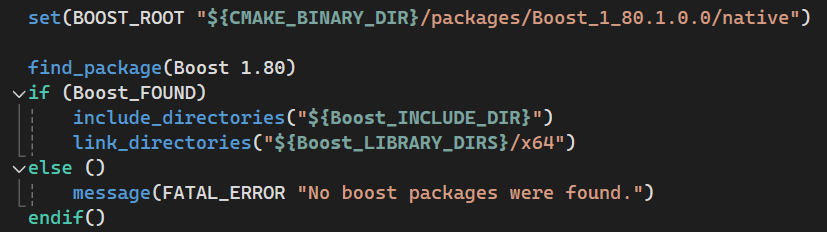 set(BOOST_ROOT "${CMAKE_BINARY_DIR}/packages/Boost_1_80.1.0.0/native")
find_package(Boost 1.80)
if (Boost_FOUND)
include_directories("${Boost_INCLUDE_DIR}")
link_directories("${Boost_LIBRARY_DIRS}/x64")
else ()
message(FATAL_ERROR "No boost packages were found.")
endif()